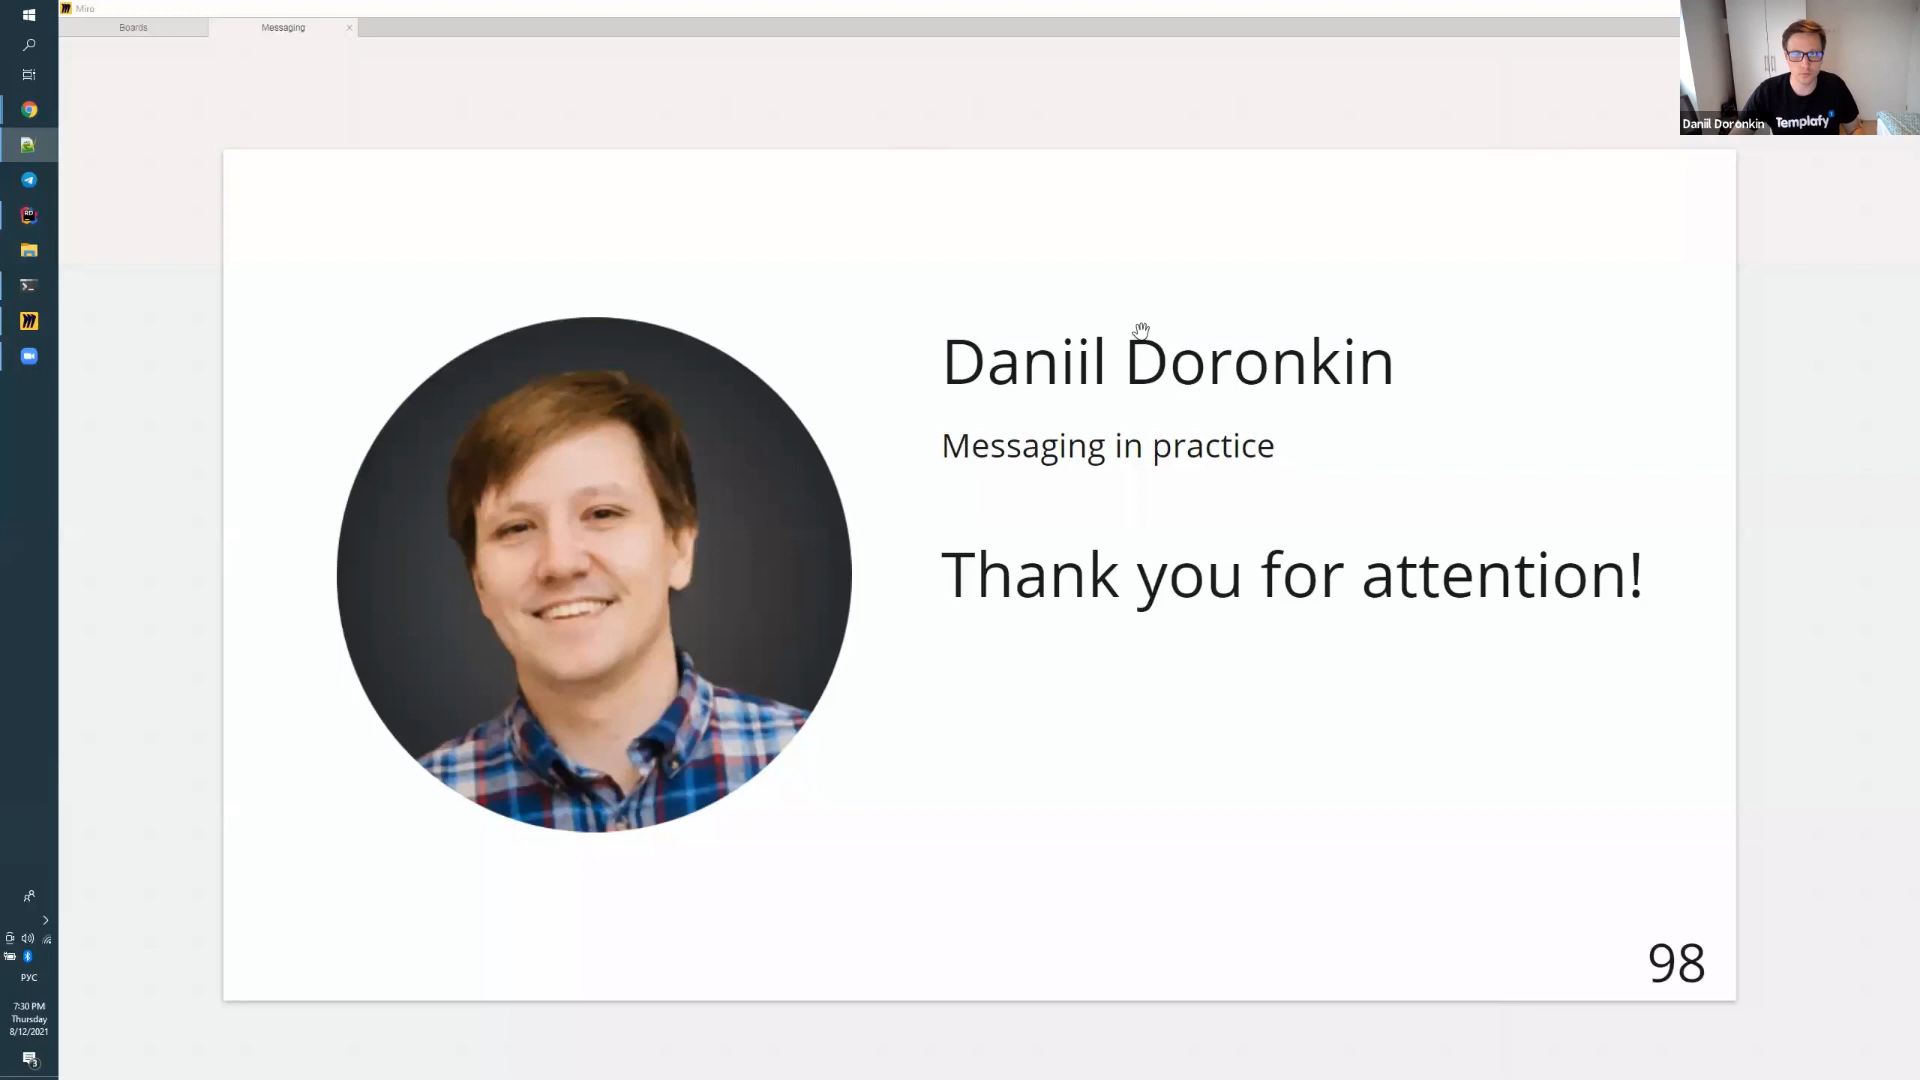 Miro
Boards
Messaging
Daniil Doronkin
Templafy
Daniil Doronkin
Messaging in practice
Thank you for attention!
98
РУС
7:30 PM
Thursday
8/12/2021
3